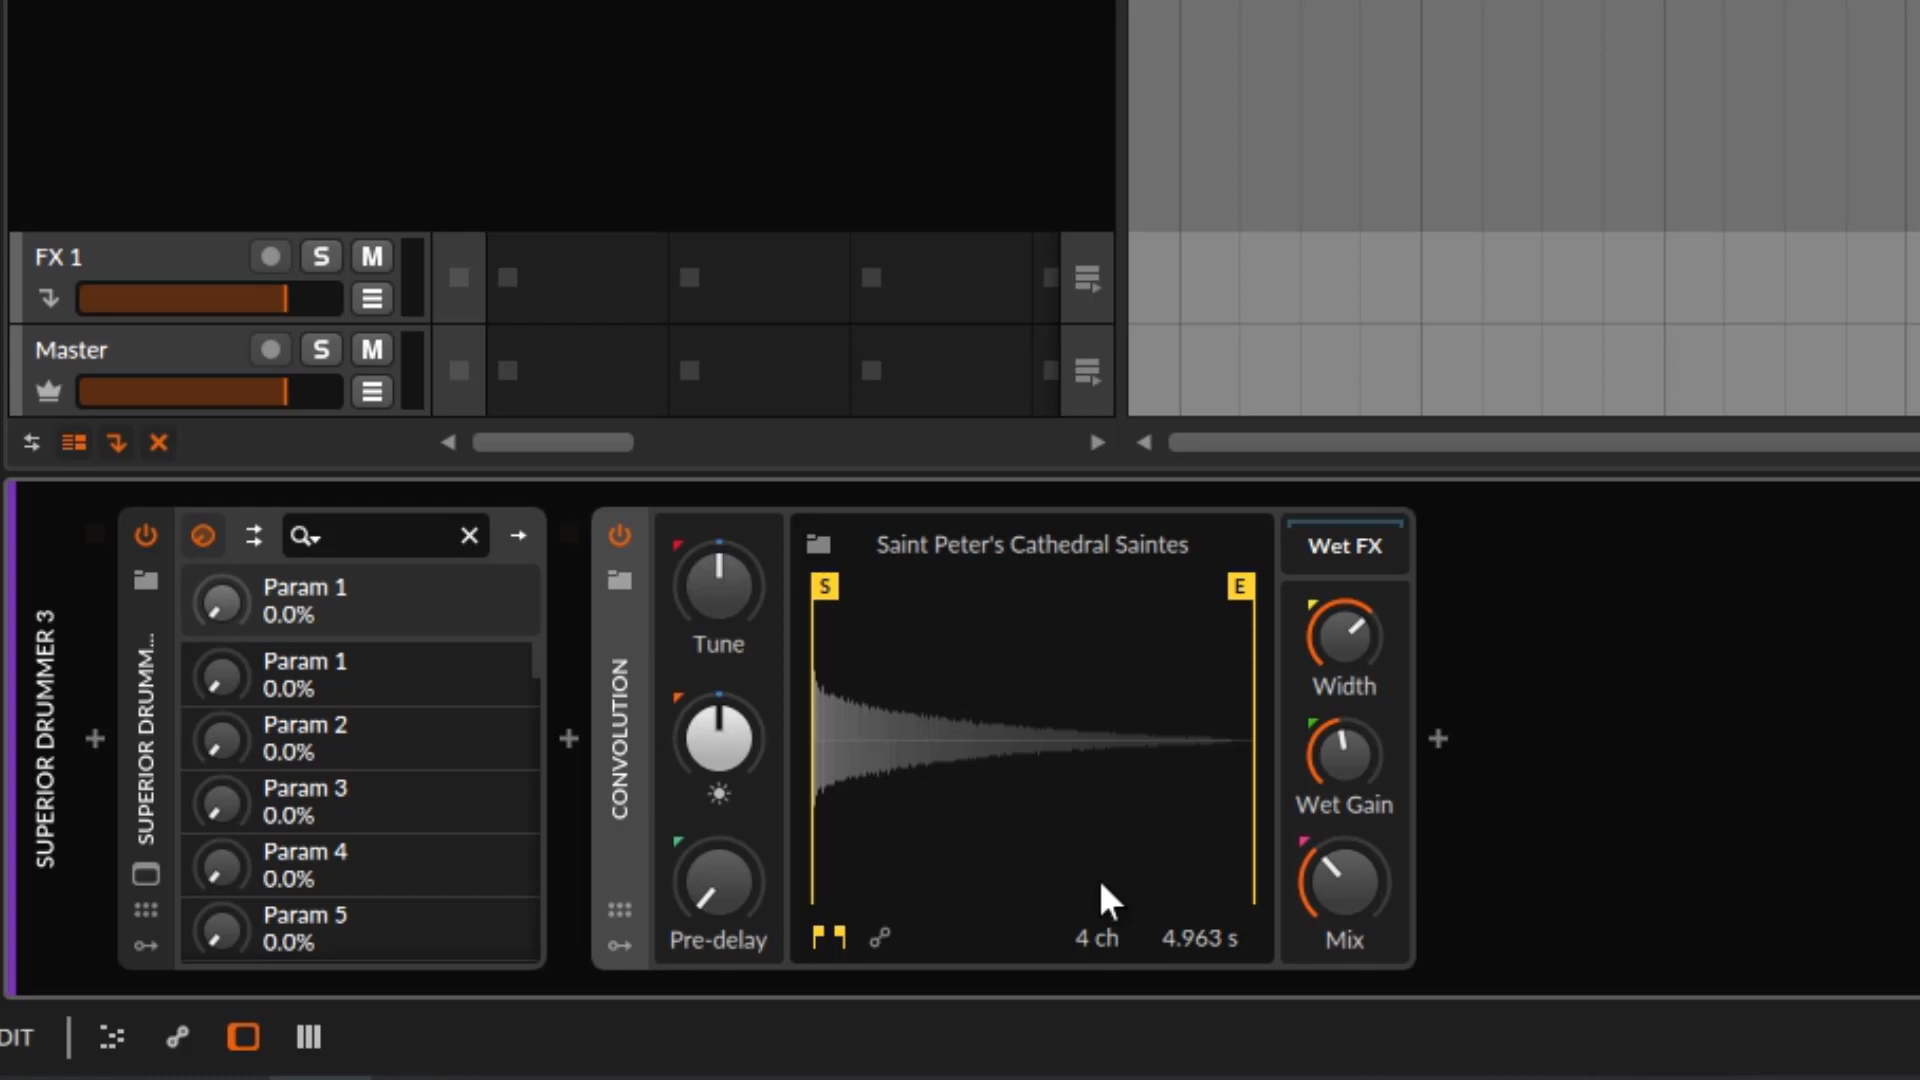 FX 1
S
M
Master
S
M
SUPERIOR DRUMMER 3
SUPERIOR DRUMM...
Param 1
0.0%
Param 1
0.0%
Param 2
0.0%
Param 3
0.0%
Param 4
0.0%
Param 5
0.0%
CONVOLUTION
Tune
Pre-delay
Saint Peter's Cathedral Saintes
S
E
4 ch
4.963 s
Wet FX
Width
Wet Gain
Mix
DIT